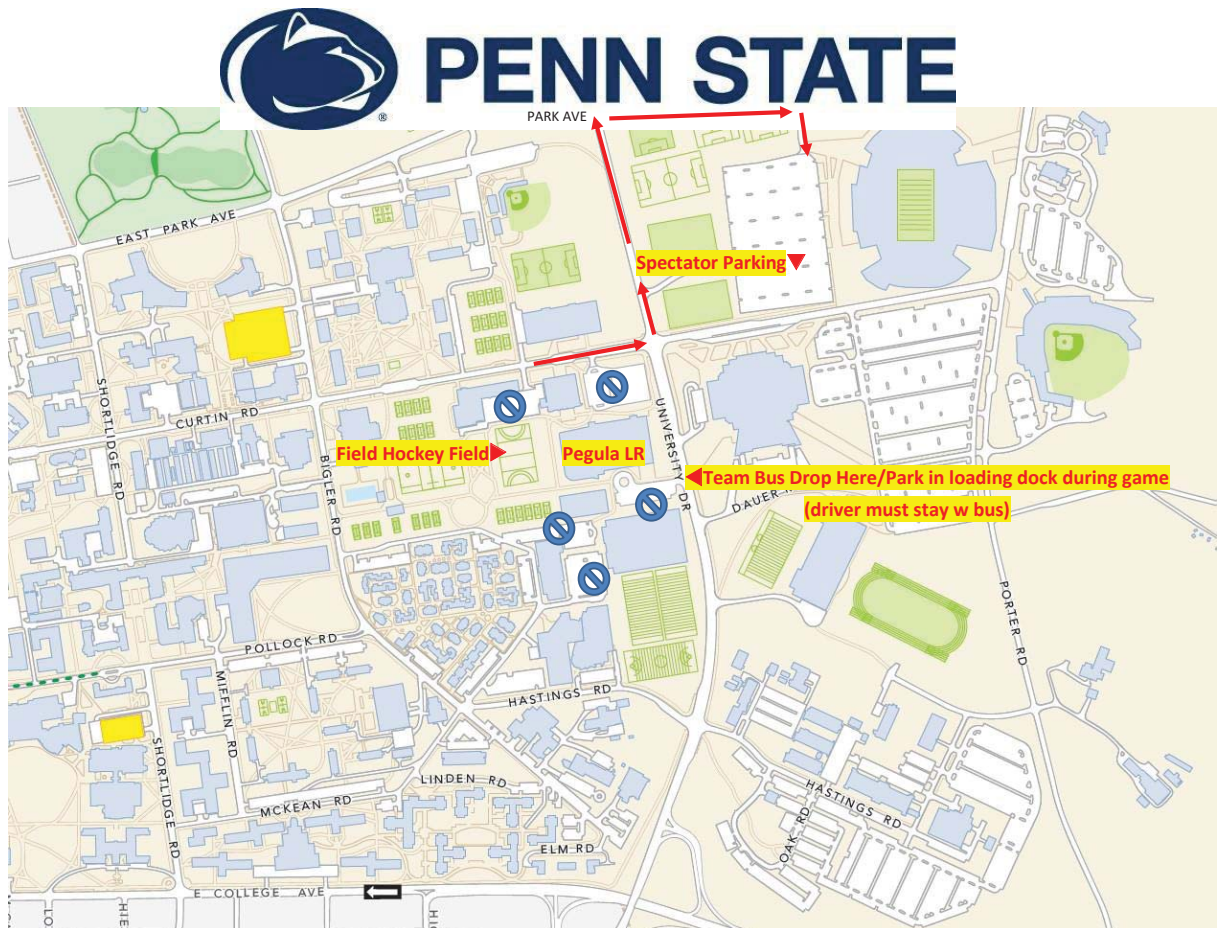 PENN STATE
®
PARK AVE
EAST PARK AVE
Spectator Parking
SHORTLIDGE RD
CURTIN RD
UNIVERSITY DR
Field Hockey Field
Pegula LR
BIGLER RD
Team Bus Drop Here/Park in loading dock during game
(driver must stay w bus)
DAUER
PORTER RD
POLLOCK RD
MIFFLIN RD
HASTINGS RD
SHORTLIDGE RD
LINDEN RD
MCKEAN RD
HASTINGS RD
OAK RD
ELM RD
E COLLEGE AVE